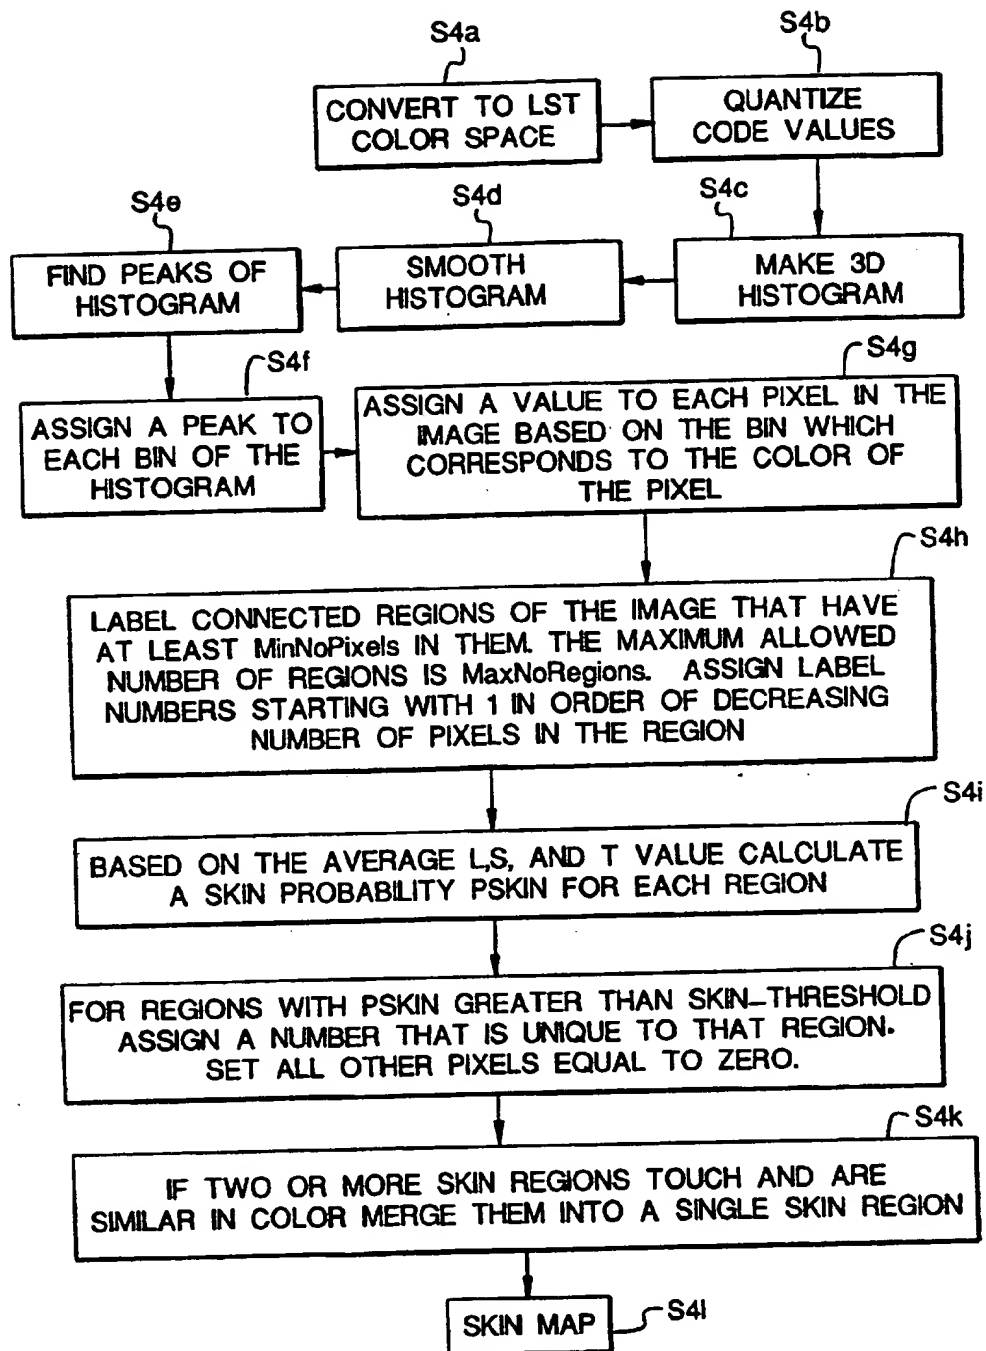 S4a
CONVERT TO LST
COLOR SPACE
S4b
QUANTIZE
CODE VALUES
S4c
MAKE 3D
HISTOGRAM
S4d
SMOOTH
HISTOGRAM
S4e
FIND PEAKS OF
HISTOGRAM
S4f
ASSIGN A PEAK TO
EACH BIN OF THE
HISTOGRAM
S4g
ASSIGN A VALUE TO EACH PIXEL IN THE
IMAGE BASED ON THE BIN WHICH
CORRESPONDS TO THE COLOR OF
THE PIXEL
S4h
LABEL CONNECTED REGIONS OF THE IMAGE THAT HAVE
AT LEAST MinNoPixels IN THEM. THE MAXIMUM ALLOWED
NUMBER OF REGIONS IS MaxNoRegions. ASSIGN LABEL
NUMBERS STARTING WITH 1 IN ORDER OF DECREASING
NUMBER OF PIXELS IN THE REGION
S4i
BASED ON THE AVERAGE L,S, AND T VALUE CALCULATE
A SKIN PROBABILITY PSKIN FOR EACH REGION
S4j
FOR REGIONS WITH PSKIN GREATER THAN SKIN-THRESHOLD
ASSIGN A NUMBER THAT IS UNIQUE TO THAT REGION.
SET ALL OTHER PIXELS EQUAL TO ZERO.
S4k
IF TWO OR MORE SKIN REGIONS TOUCH AND ARE
SIMILAR IN COLOR MERGE THEM INTO A SINGLE SKIN REGION
S4l
SKIN MAP